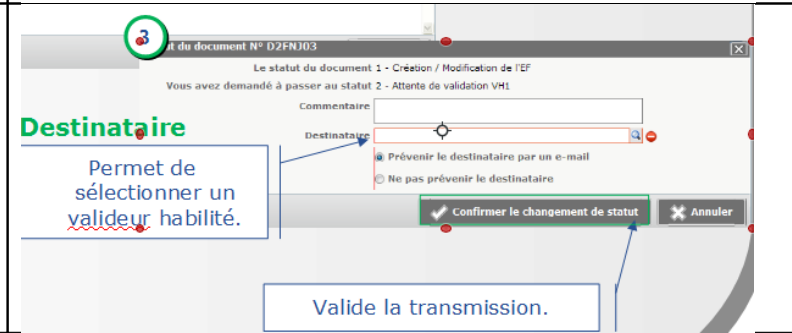 3
ut du document N° D2FNJ03
Le statut du document 1 - Création / Modification de l'EF
Vous avez demandé à passer au statut 2 - Attente de validation VH1
Commentaire
Destinataire
Destinataire
Prévenir le destinataire par un e-mail
Ne pas prévenir le destinataire
Permet de
sélectionner un
valideur habilité.
Confirmer le changement de statut
Annuler
Valide la transmission.